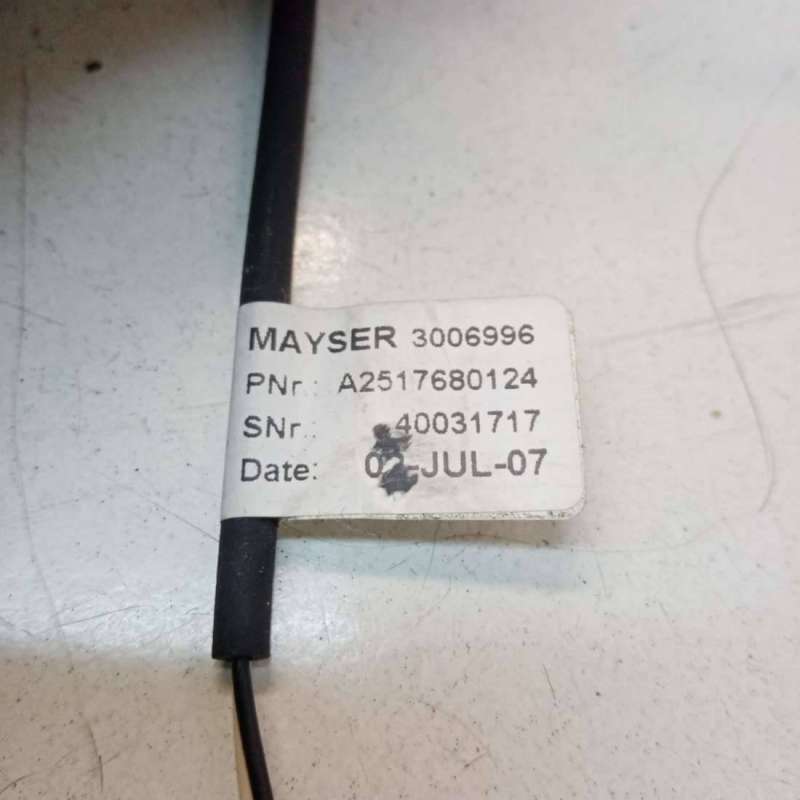 MAYSER 3006996
PNr.: A2517680124
SNr.: 40031717
Date: 02-JUL-07